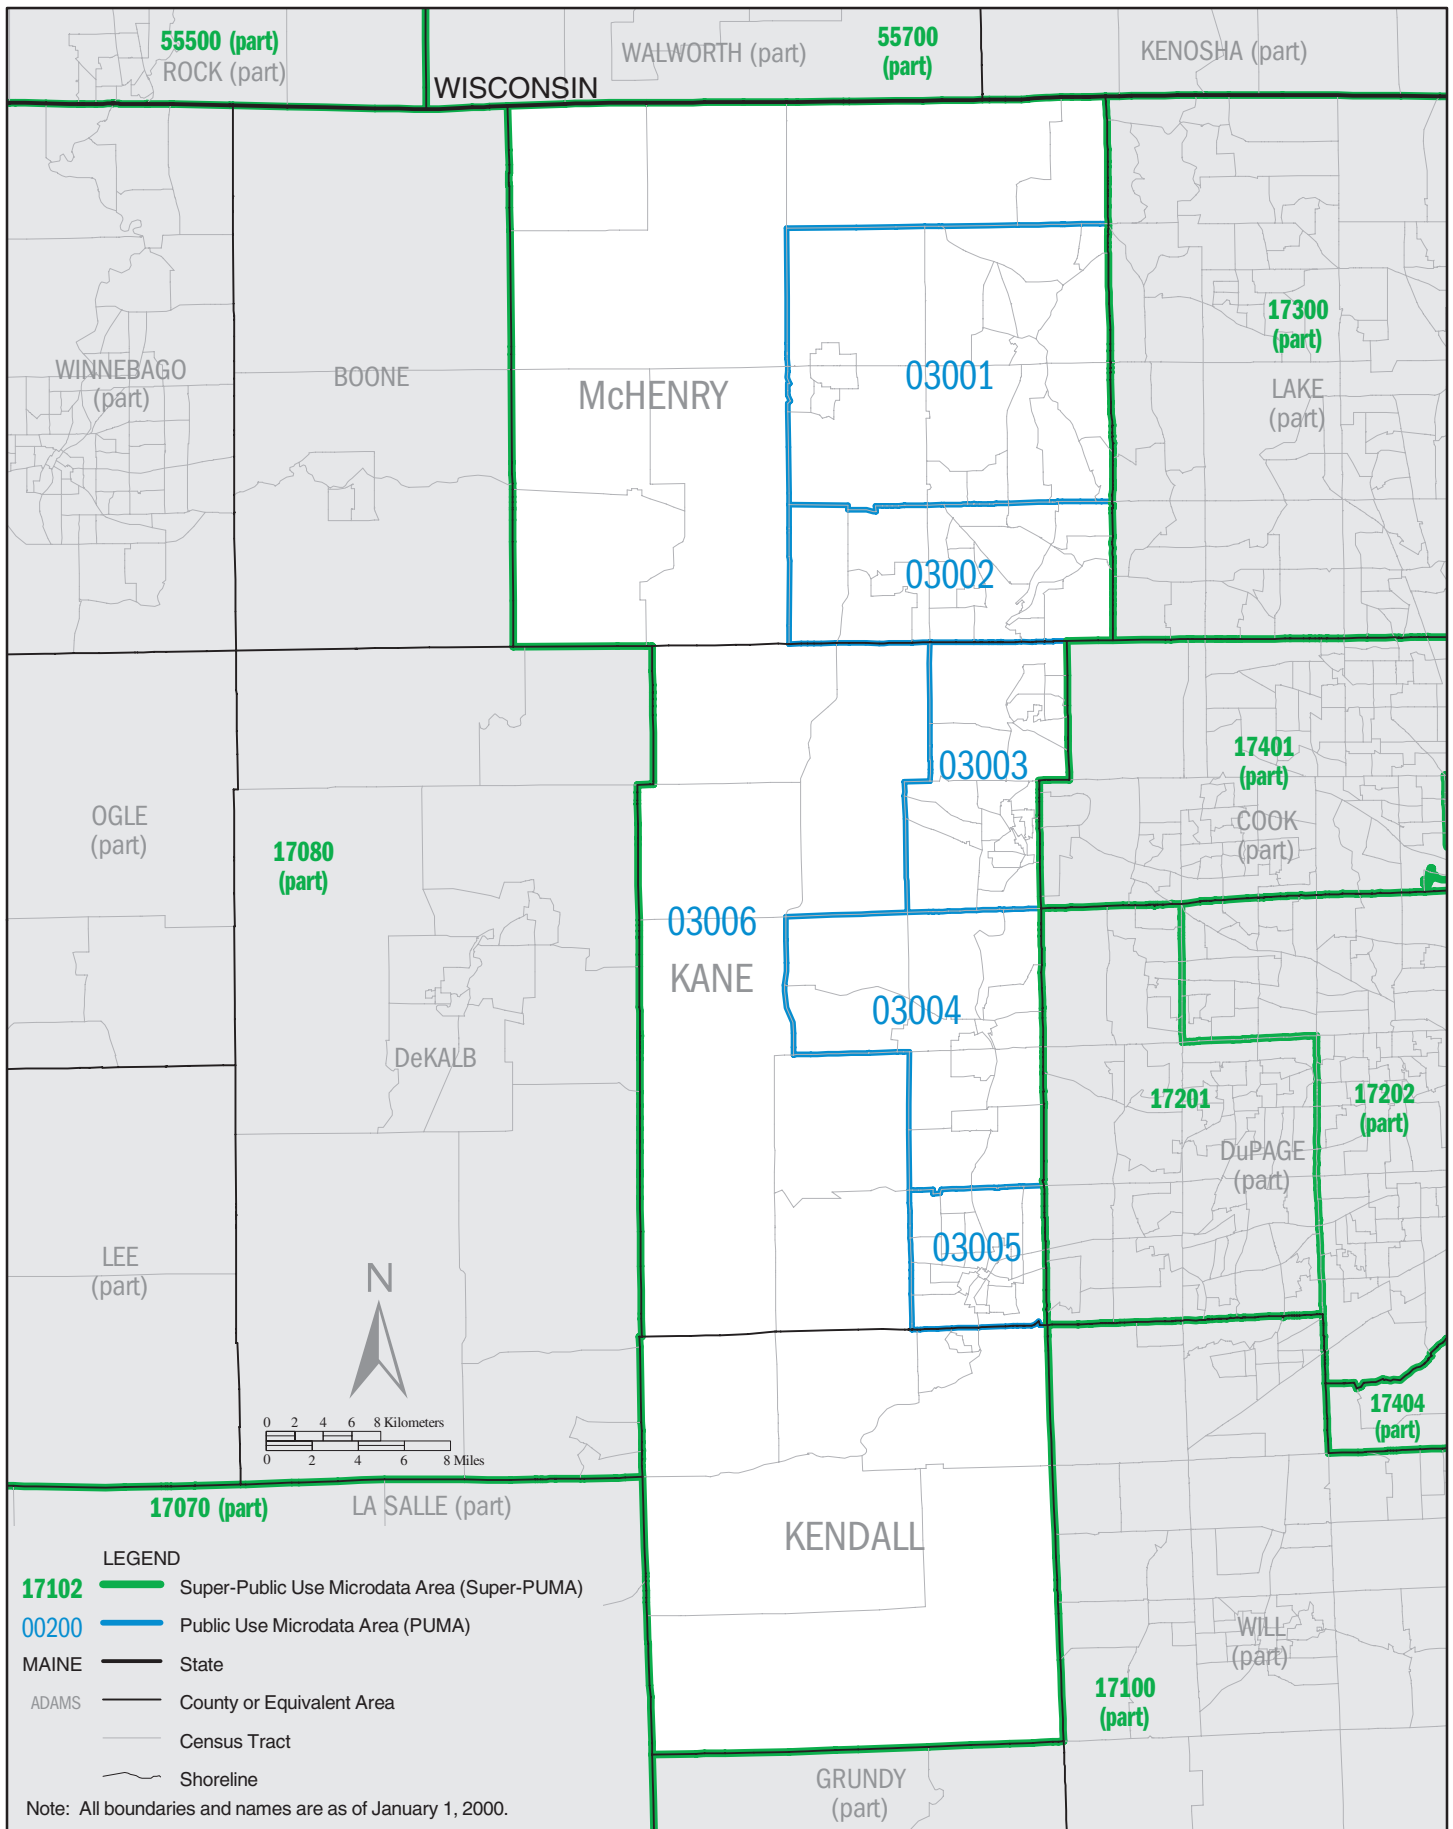 55500 (part)
ROCK (part)
WALWORTH (part)
55700
(part)
KENOSHA (part)
WISCONSIN
17300
(part)
LAKE
(part)
WINNEBAGO
(part)
BOONE
McHENRY
03001
03002
03003
17401
(part)
COOK
(part)
OGLE
(part)
17080
(part)
03006
KANE
03004
DeKALB
17201
17202
(part)
DuPAGE
(part)
LEE
(part)
03005
N
0 2 4 6 8 Kilometers
0 2 4 6 8 Miles
17404
(part)
17070 (part)
LA SALLE (part)
KENDALL
LEGEND
17102 Super-Public Use Microdata Area (Super-PUMA)
00200 Public Use Microdata Area (PUMA)
MAINE State
ADAMS County or Equivalent Area
Census Tract
Shoreline
Note: All boundaries and names are as of January 1, 2000.
WILL
(part)
17100
(part)
GRUNDY
(part)